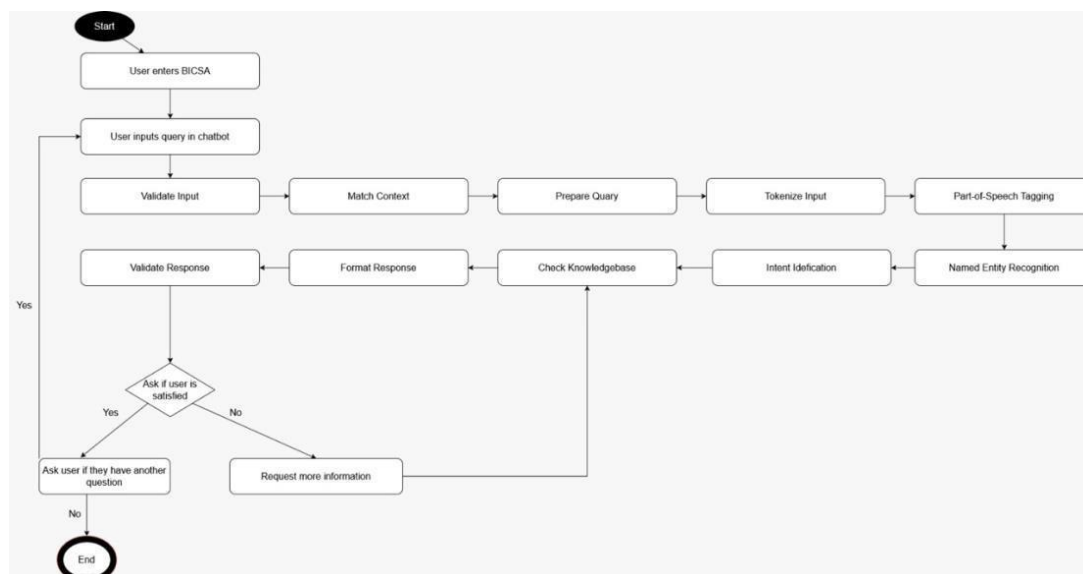 Start
User enters BICSA
User inputs query in chatbot
Validate Input
Match Context
Prepare Quary
Tokenize Input
Part-of-Speech Tagging
Validate Response
Format Response
Check Knowledgebase
Intent Idefication
Named Entity Recognition
Yes
Ask if user is
satisfied
Yes
No
Ask user if they have another
question
Request more information
No
End